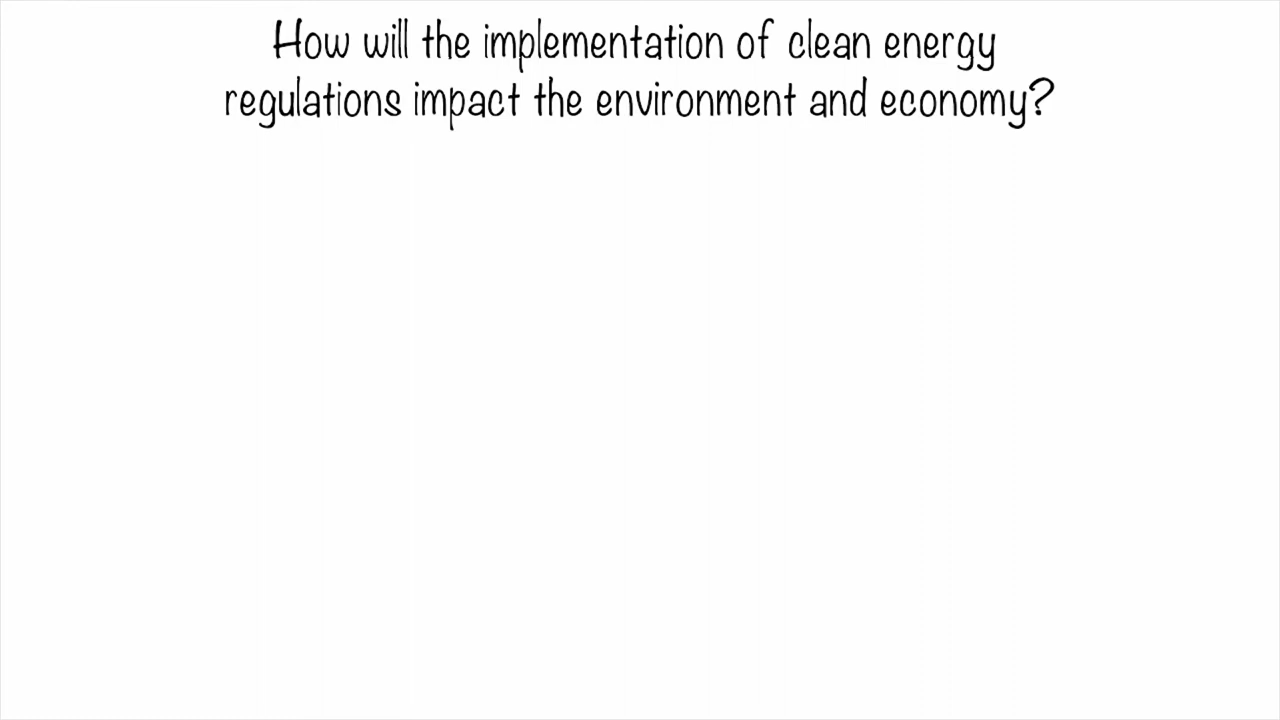 How will the implementation of clean energy
regulations impact the environment and economy?